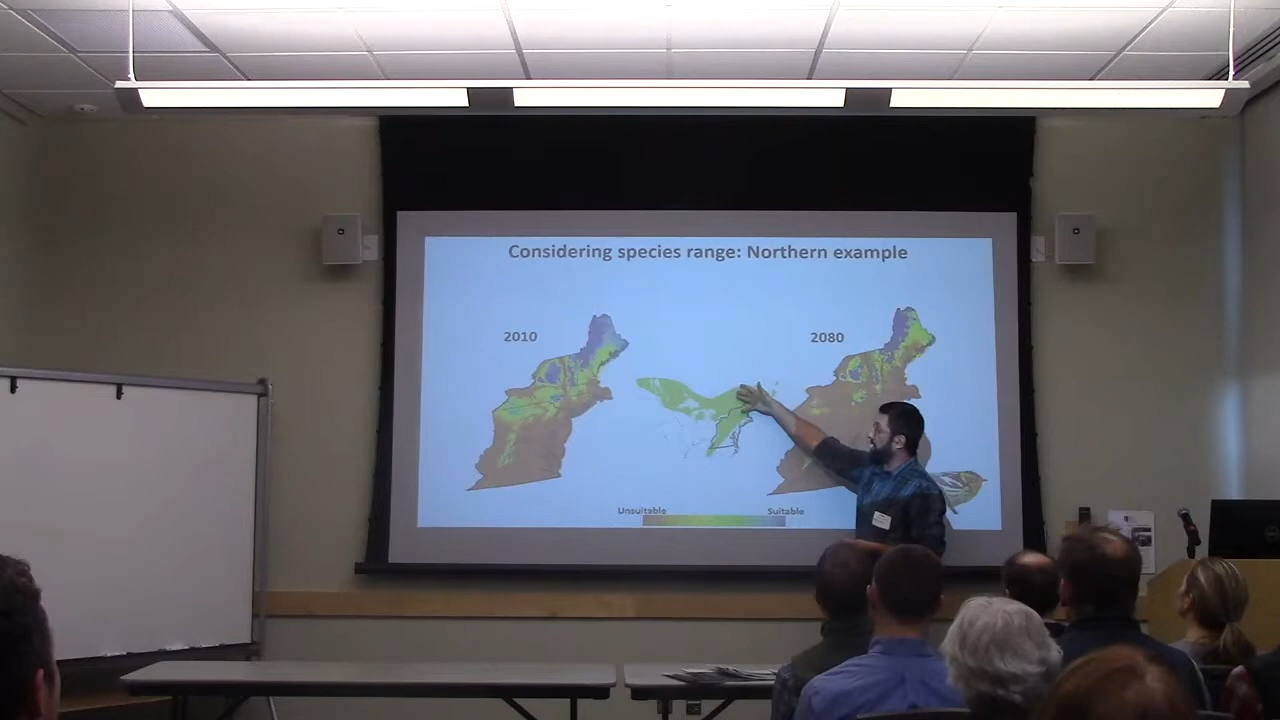 Considering species range: Northern example
2010
2080
Unsuitable
Suitable